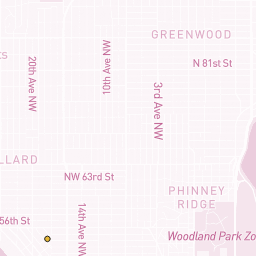 GREENWOOD
N 81st St
20th Ave NW
10th Ave NW
3rd Ave NW
LLARD
NW 63rd St
PHINNEY
RIDGE
56th St
14th Ave NW
Woodland Park Zo